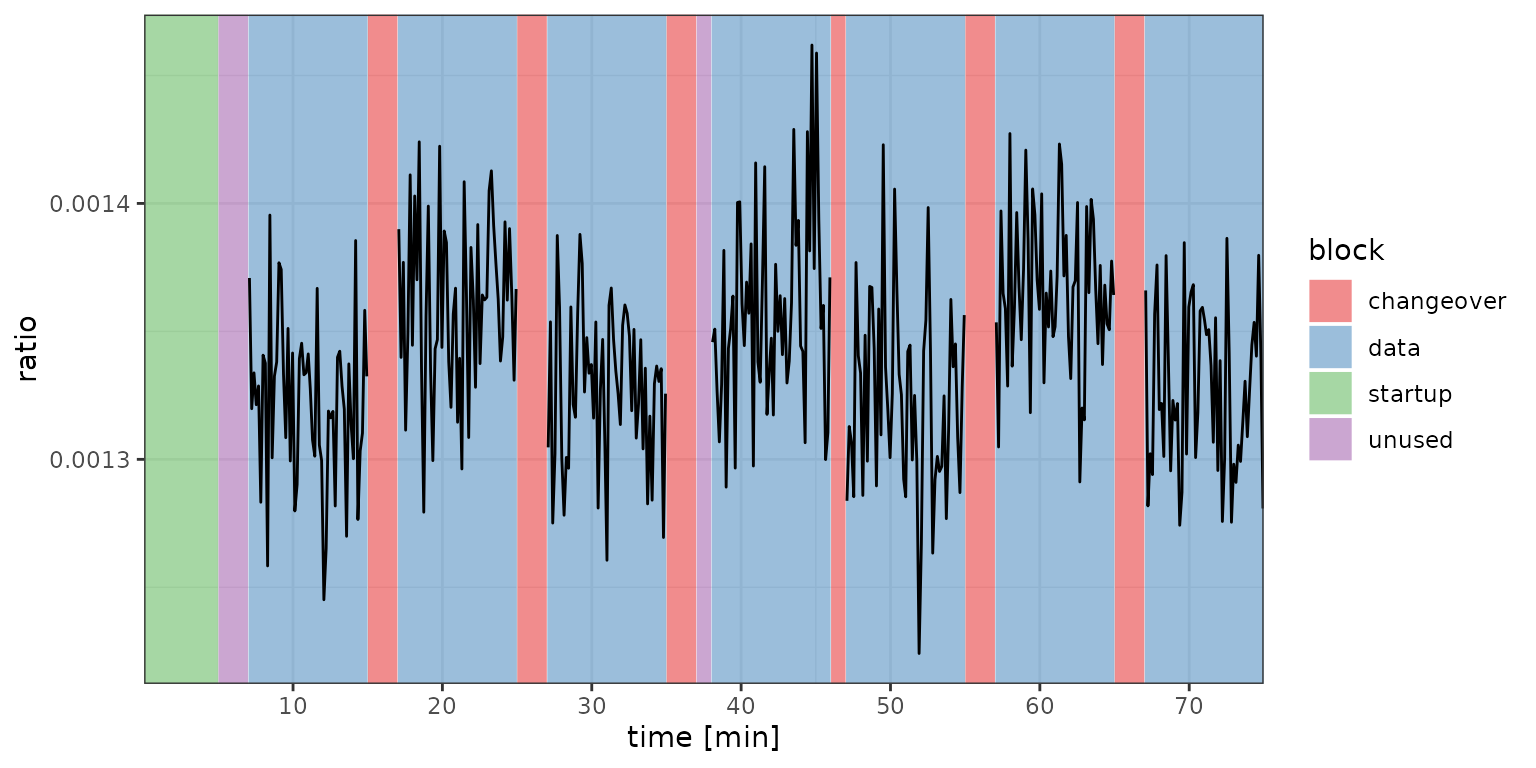 ratio
0.0014
0.0013
10 20 30 40 50 60 70
time [min]
block
changeover
data
startup
unused